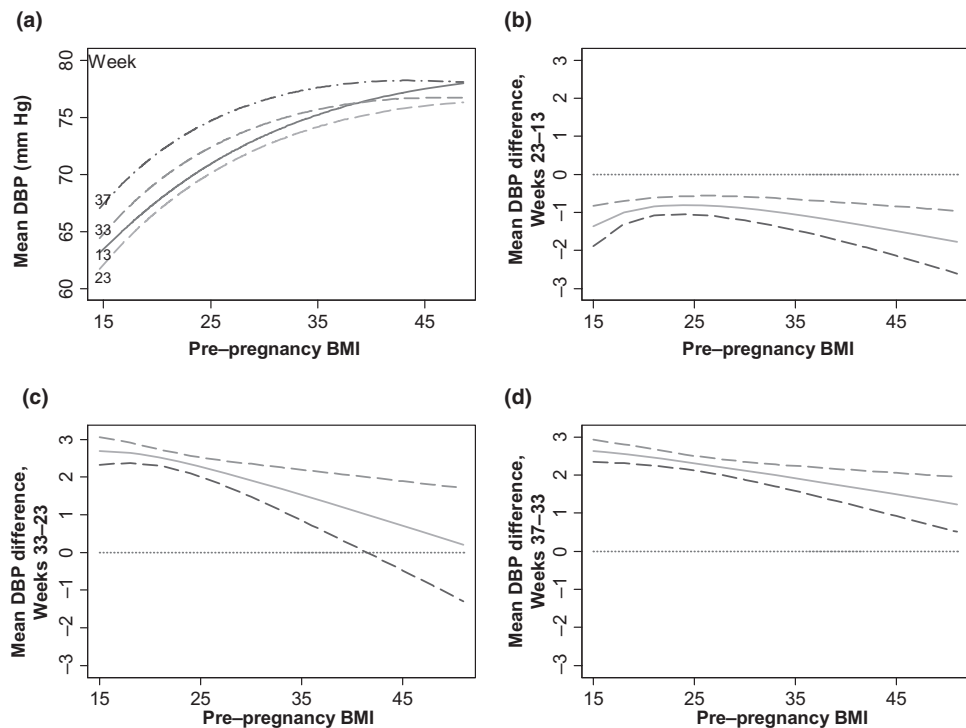 (a)
Mean DBP (mm Hg)
80
75
70
65
60
Week
37
33
13
23
15 25 35 45
Pre–pregnancy BMI
(b)
Mean DBP difference,
Weeks 23–13
3
2
1
0
−1
−2
−3
15 25 35 45
Pre–pregnancy BMI
(c)
Mean DBP difference,
Weeks 33–23
3
2
1
0
−1
−2
−3
15 25 35 45
Pre–pregnancy BMI
(d)
Mean DBP difference,
Weeks 37–33
3
2
1
0
−1
−2
−3
15 25 35 45
Pre–pregnancy BMI